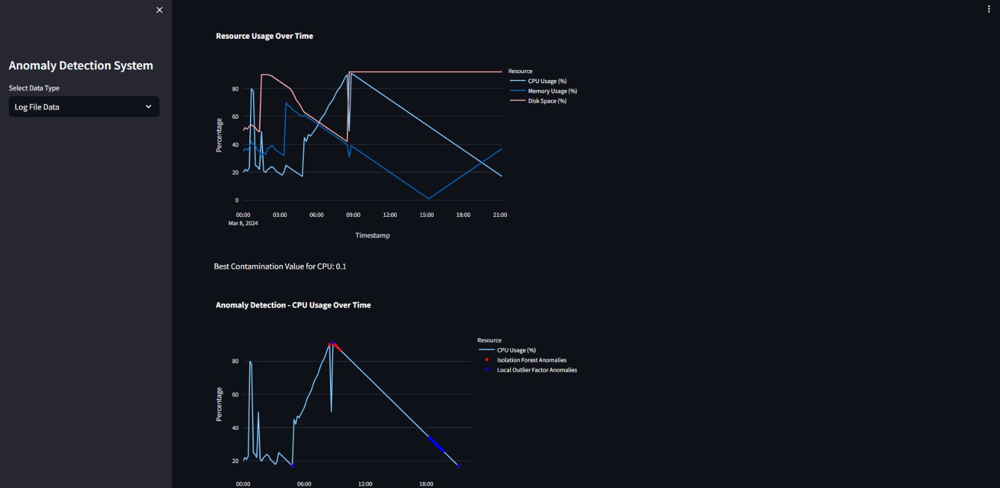 Anomaly Detection System
Select Data Type
Log File Data
Resource Usage Over Time
Resource
CPU Usage (%)
Memory Usage (%)
Disk Space (%)
Percentage
80
60
40
20
0
00:00 03:00 06:00 09:00 12:00 15:00 18:00 21:00
Mar 8, 2024
Timestamp
Best Contamination Value for CPU: 0.1
Anomaly Detection - CPU Usage Over Time
Resource
CPU Usage (%)
Isolation Forest Anomalies
Local Outlier Factor Anomalies
Percentage
80
60
40
20
00:00 06:00 12:00 18:00